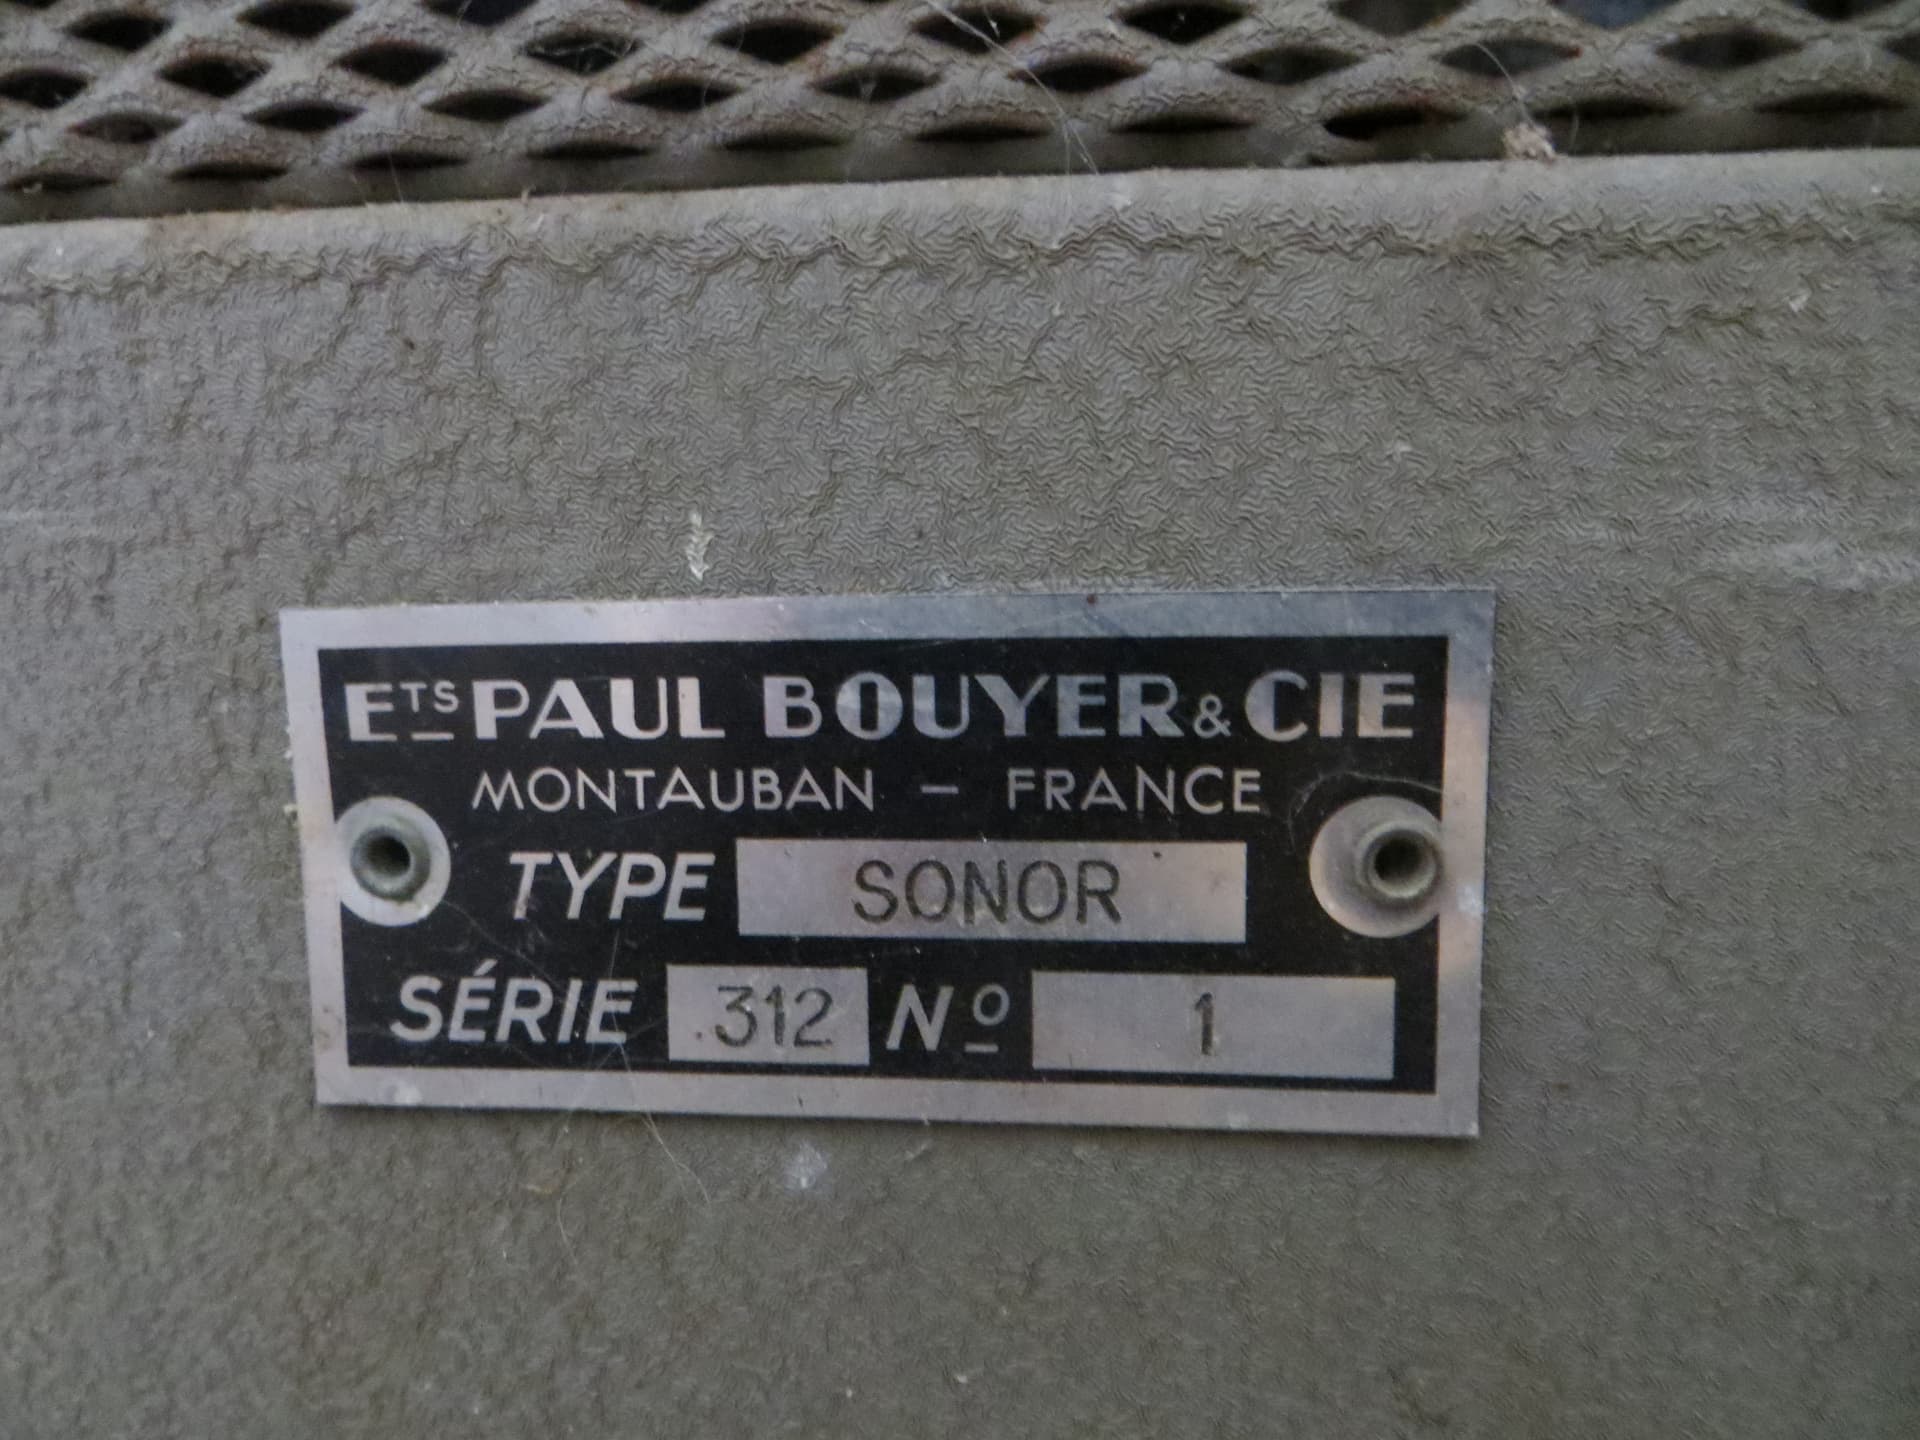 ETS PAUL BOUYER & CIE
MONTAUBAN - FRANCE
TYPE SONOR
SÉRIE 312 Nº 1